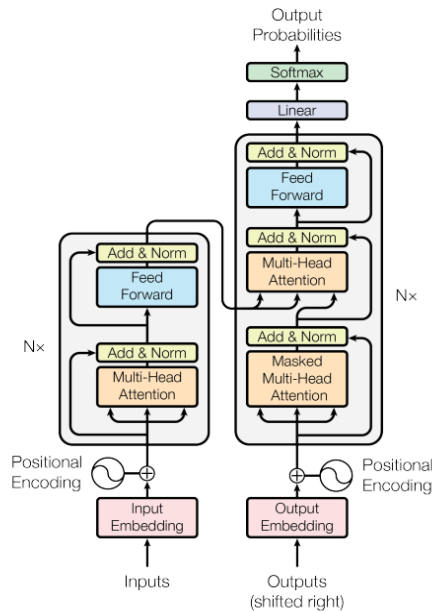 Output
Probabilities
Softmax
Linear
Add & Norm
Feed
Forward
Add & Norm
Multi-Head
Attention
Add & Norm
Masked
Multi-Head
Attention
N×
Add & Norm
Feed
Forward
Add & Norm
Multi-Head
Attention
N×
Positional
Encoding
Positional
Encoding
Input
Embedding
Output
Embedding
Inputs
Outputs
(shifted right)